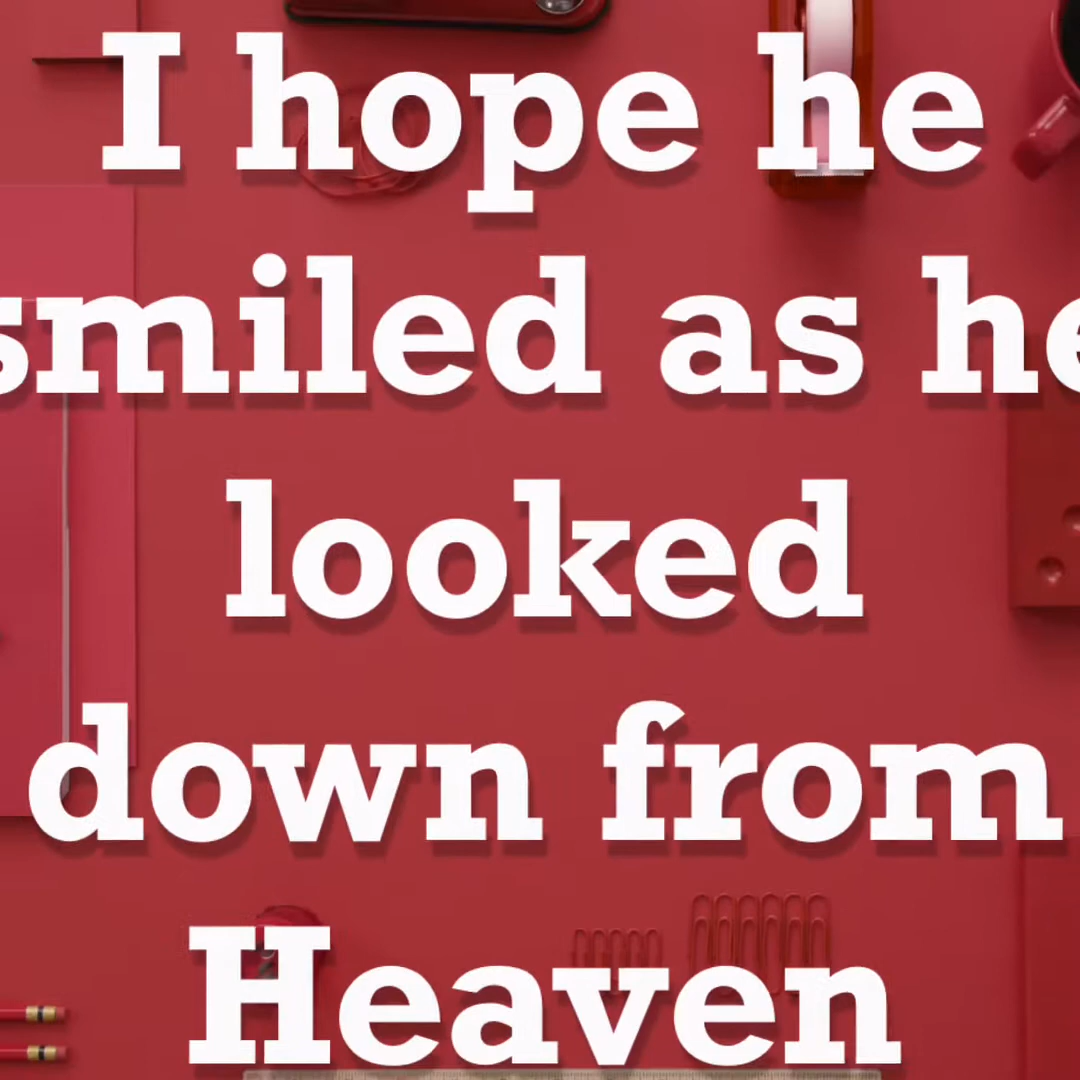 I hope he
smiled as he
looked
down from
Heaven